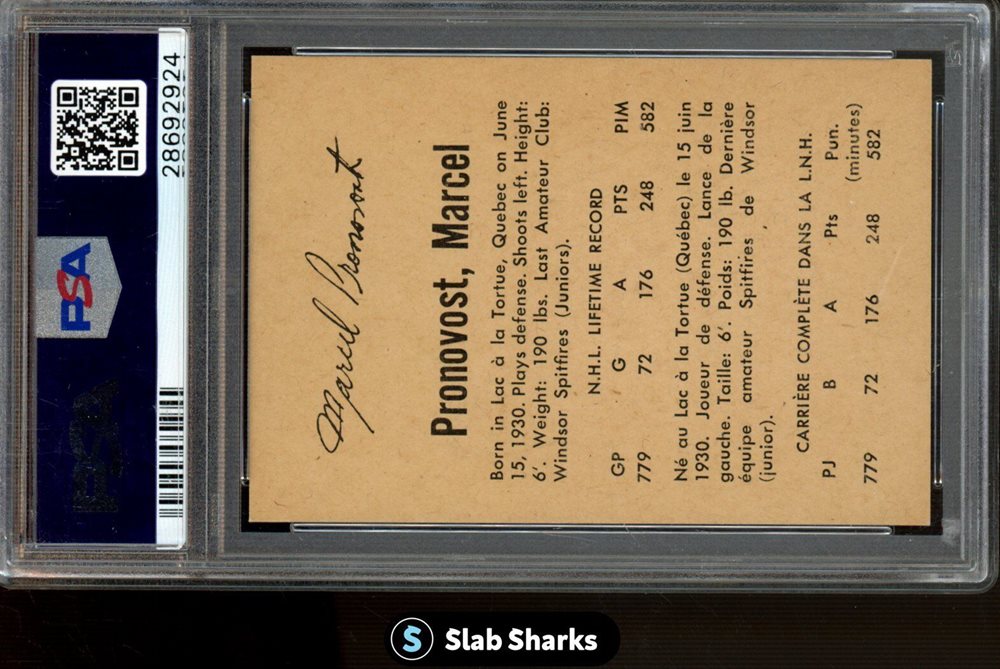 PSA
28692924
Marcel Pronovost
Pronovost, Marcel
Born in Lac à la Tortue, Quebec on June
15, 1930. Plays defense. Shoots left. Height:
6'. Weight: 190 lbs. Last Amateur Club:
Windsor Spitfires (Juniors).
N.H.L. LIFETIME RECORD
GP G A PTS PIM
779 72 176 248 582
Né au Lac à la Tortue (Québec) le 15 juin
1930. Joueur de défense. Lance de la
gauche. Taille: 6'. Poids: 190 lb. Dernière
équipe amateur Spitfires de Windsor
(junior).
CARRIÈRE COMPLÈTE DANS LA L.N.H.
PJ B A Pts Pun.
(minutes)
779 72 176 248 582
S Slab Sharks